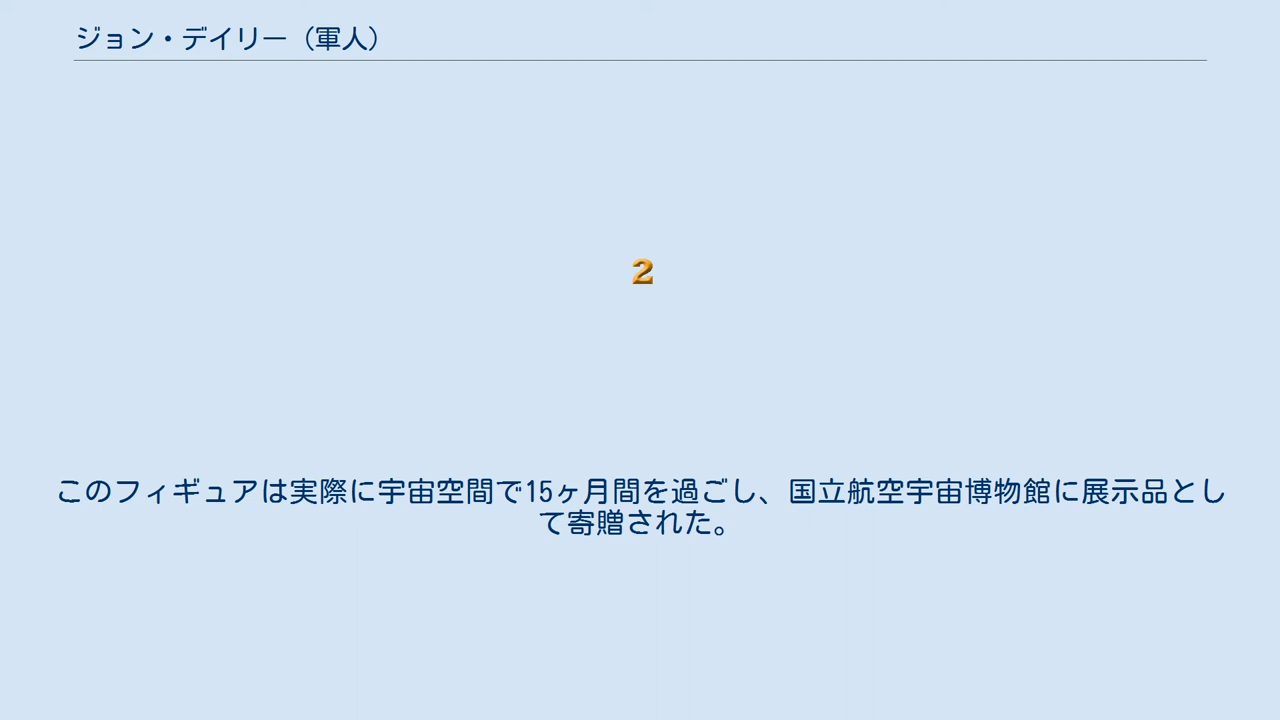 ジョン・デイリー（軍人）
2
このフィギュアは実際に宇宙空間で15ヶ月間を過ごし、国立航空宇宙博物館に展示品とし
て寄贈された。